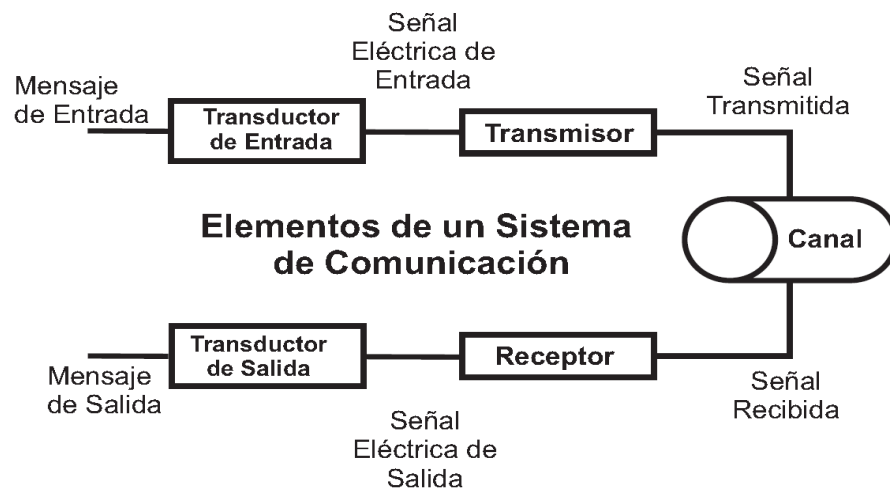 Mensaje
de Entrada
Transductor
de Entrada
Señal
Eléctrica de
Entrada
Transmisor
Señal
Transmitida
Elementos de un Sistema
de Comunicación
Canal
Mensaje
de Salida
Transductor
de Salida
Señal
Eléctrica de
Salida
Receptor
Señal
Recibida